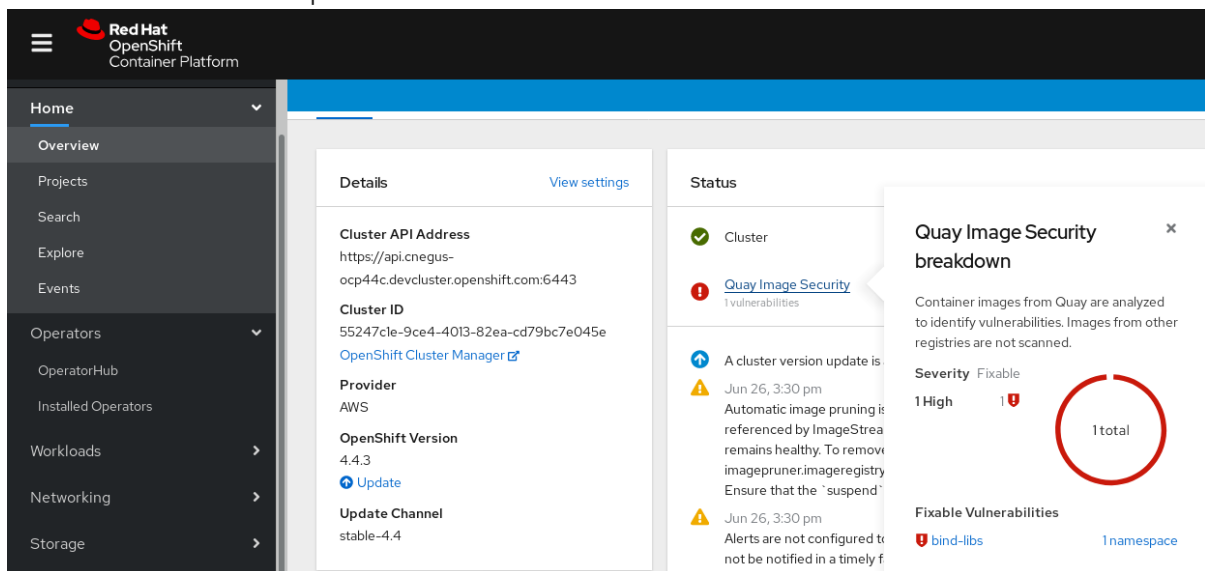 Red Hat
OpenShift
Container Platform
Home
Overview
Projects
Search
Explore
Events
Operators
OperatorHub
Installed Operators
Workloads
Networking
Storage
Details
View settings
Cluster API Address
https://api.cnegus-
ocp44c.devcluster.openshift.com:6443
Cluster ID
55247c1e-9ce4-4013-82ea-cd79bc7e045e
OpenShift Cluster Manager
Provider
AWS
OpenShift Version
4.4.3
Update
Update Channel
stable-4.4
Status
Cluster
Quay Image Security
1 vulnerabilities
A cluster version update is
Jun 26, 3:30 pm
Automatic image pruning is
referenced by ImageStrea
remains healthy. To remove
imagepruner.imageregistry
Ensure that the `suspend`
Jun 26, 3:30 pm
Alerts are not configured to
not be notified in a timely f
Quay Image Security
breakdown
Container images from Quay are analyzed
to identify vulnerabilities. Images from other
registries are not scanned.
Severity Fixable
1 High 1
1 total
Fixable Vulnerabilities
bind-libs 1 namespace